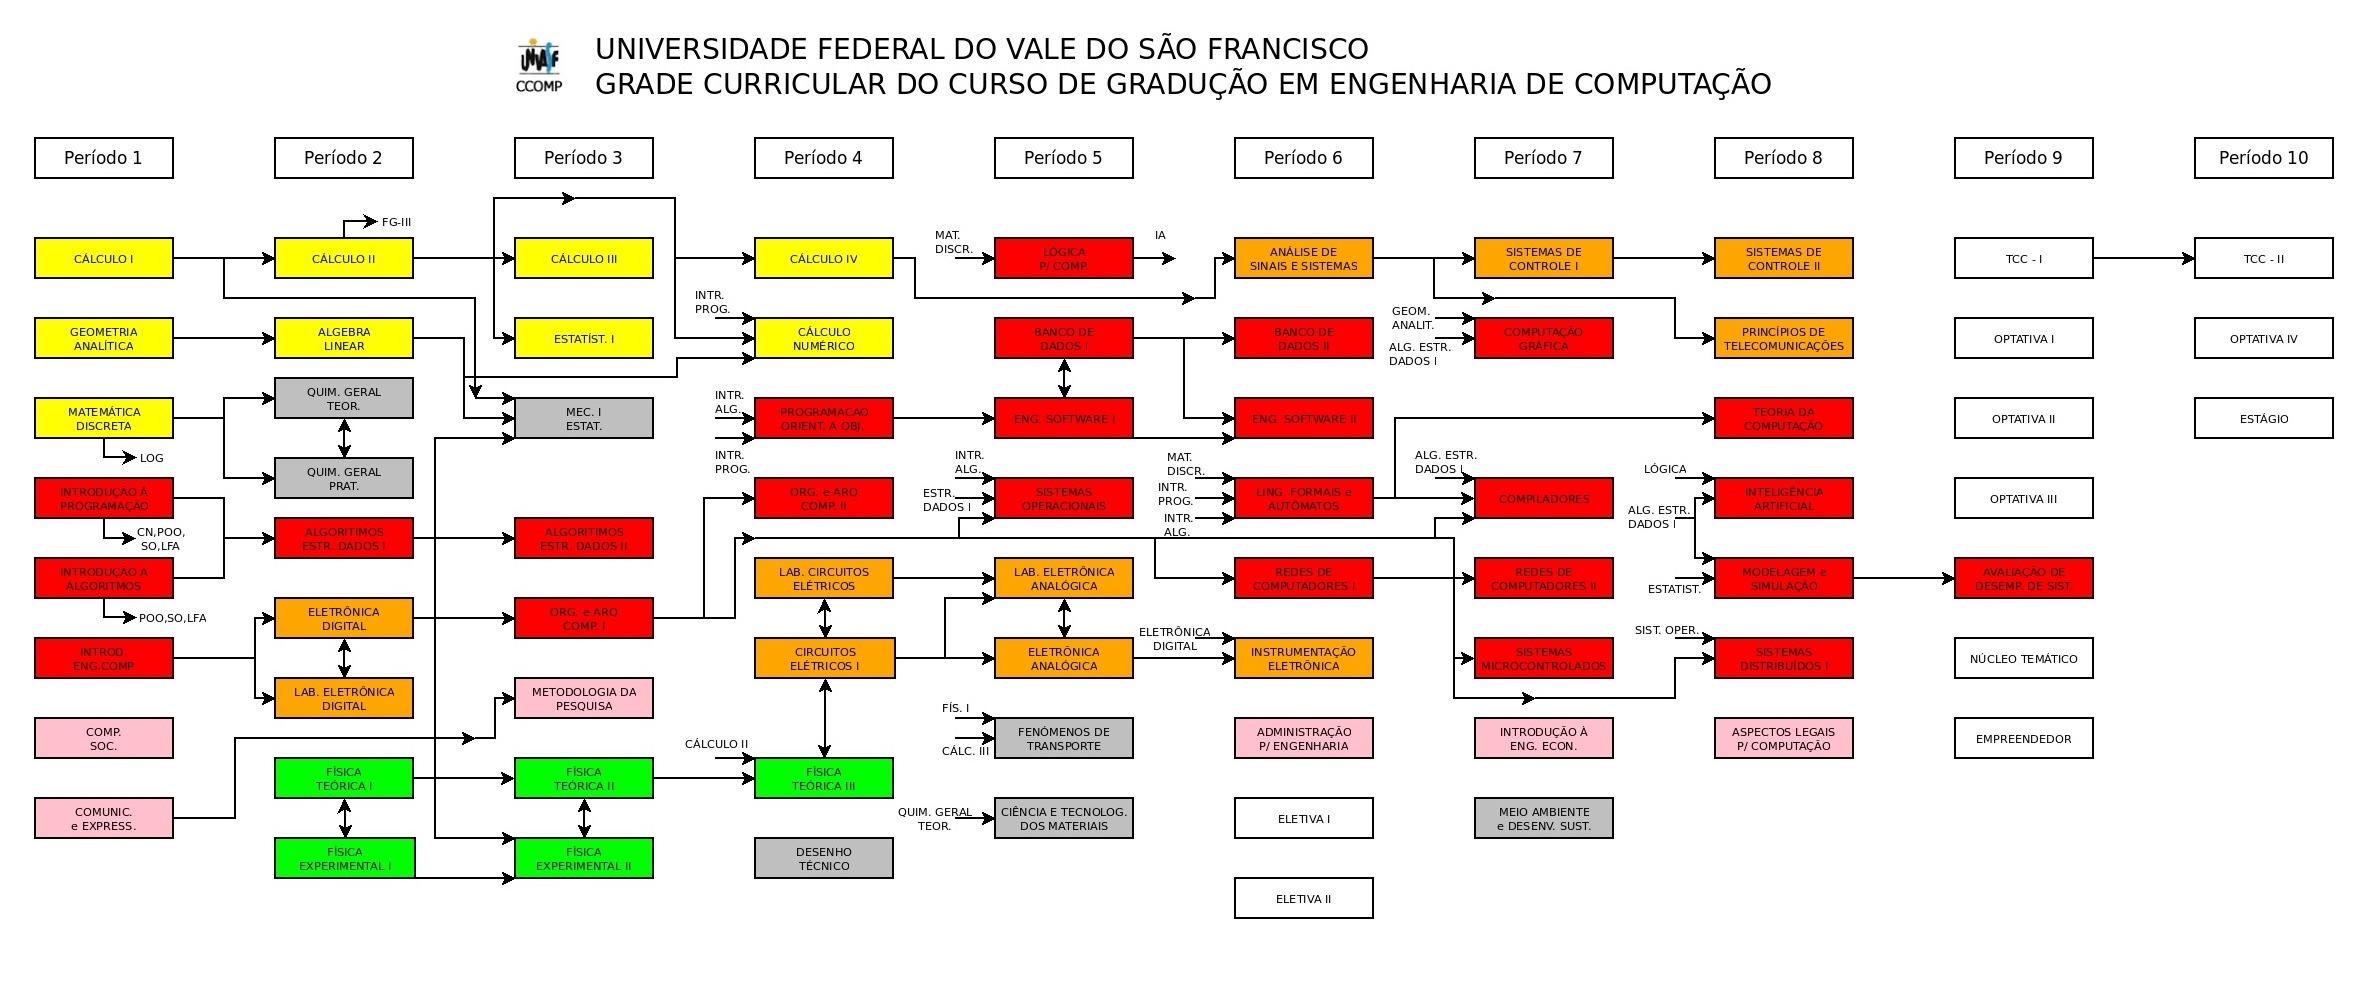 UNIVERSIDADE FEDERAL DO VALE DO SÃO FRANCISCO
GRADE CURRICULAR DO CURSO DE GRADUÇÃO EM ENGENHARIA DE COMPUTAÇÃO
CCOMP
Período 1
Período 2
Período 3
Período 4
Período 5
Período 6
Período 7
Período 8
Período 9
Período 10
CÁLCULO I
GEOMETRIA
ANALÍTICA
MATEMÁTICA
DISCRETA
LOG
INTRODUÇÃO À
PROGRAMAÇÃO
CN,POO,
SO,LFA
INTRODUÇÃO A
ALGORITMOS
POO,SO,LFA
INTROD.
ENG.COMP
COMP.
SOC.
COMUNIC.
e EXPRESS.
FG-III
CÁLCULO II
ALGEBRA
LINEAR
QUIM. GERAL
TEOR.
QUIM. GERAL
PRAT.
ALGORITIMOS
ESTR. DADOS I
ELETRÔNICA
DIGITAL
LAB. ELETRÔNICA
DIGITAL
FÍSICA
TEÓRICA I
FÍSICA
EXPERIMENTAL I
CÁLCULO III
ESTATÍST. I
MEC. I
ESTAT.
ALGORITIMOS
ESTR. DADOS II
ORG. e ARQ
COMP. I
METODOLOGIA DA
PESQUISA
FÍSICA
TEÓRICA II
FÍSICA
EXPERIMENTAL II
CÁLCULO IV
INTR.
PROG.
CÁLCULO
NUMÉRICO
INTR.
ALG.
PROGRAMACAO
ORIENT. A OBJ.
INTR.
PROG.
ORG. e ARQ
COMP. II
LAB. CIRCUITOS
ELÉTRICOS
CIRCUITOS
ELÉTRICOS I
CÁLCULO II
FÍSICA
TEÓRICA III
DESENHO
TÉCNICO
MAT.
DISCR.
LÓGICA
P/ COMP.
IA
BANCO DE
DADOS I
ENG. SOFTWARE I
INTR.
ALG.
ESTR.
DADOS I
SISTEMAS
OPERACIONAIS
LAB. ELETRÔNICA
ANALÓGICA
ELETRÔNICA
ANALÓGICA
FÍS. I
CÁLC. III
FENÓMENOS DE
TRANSPORTE
QUIM. GERAL
TEOR.
CIÊNCIA E TECNOLOG.
DOS MATERIAIS
ANÁLISE DE
SINAIS E SISTEMAS
BANCO DE
DADOS II
ENG. SOFTWARE II
MAT.
DISCR.
INTR.
PROG.
INTR.
ALG.
LING. FORMAIS e
AUTÔMATOS
REDES DE
COMPUTADORES I
ELETRÔNICA
DIGITAL
INSTRUMENTAÇÃO
ELETRÔNICA
ADMINISTRAÇÃO
P/ ENGENHARIA
ELETIVA I
ELETIVA II
SISTEMAS DE
CONTROLE I
GEOM.
ANALIT.
ALG. ESTR.
DADOS I
COMPUTAÇÃO
GRÁFICA
ALG. ESTR.
DADOS I
COMPILADORES
REDES DE
COMPUTADORES II
SISTEMAS
MICROCONTROLADOS
INTRODUÇÃO À
ENG. ECON.
MEIO AMBIENTE
e DESENV. SUST.
SISTEMAS DE
CONTROLE II
PRINCÍPIOS DE
TELECOMUNICAÇÕES
TEORIA DA
COMPUTAÇÃO
LÓGICA
INTELIGÊNCIA
ARTIFICIAL
ALG. ESTR.
DADOS I
MODELAGEM e
SIMULAÇÃO
ESTATIST.
SIST. OPER.
SISTEMAS
DISTRIBUÍDOS I
ASPECTOS LEGAIS
P/ COMPUTAÇÃO
TCC - I
OPTATIVA I
OPTATIVA II
OPTATIVA III
AVALIAÇÃO DE
DESEMP. DE SIST.
NÚCLEO TEMÁTICO
EMPREENDEDOR
TCC - II
OPTATIVA IV
ESTÁGIO